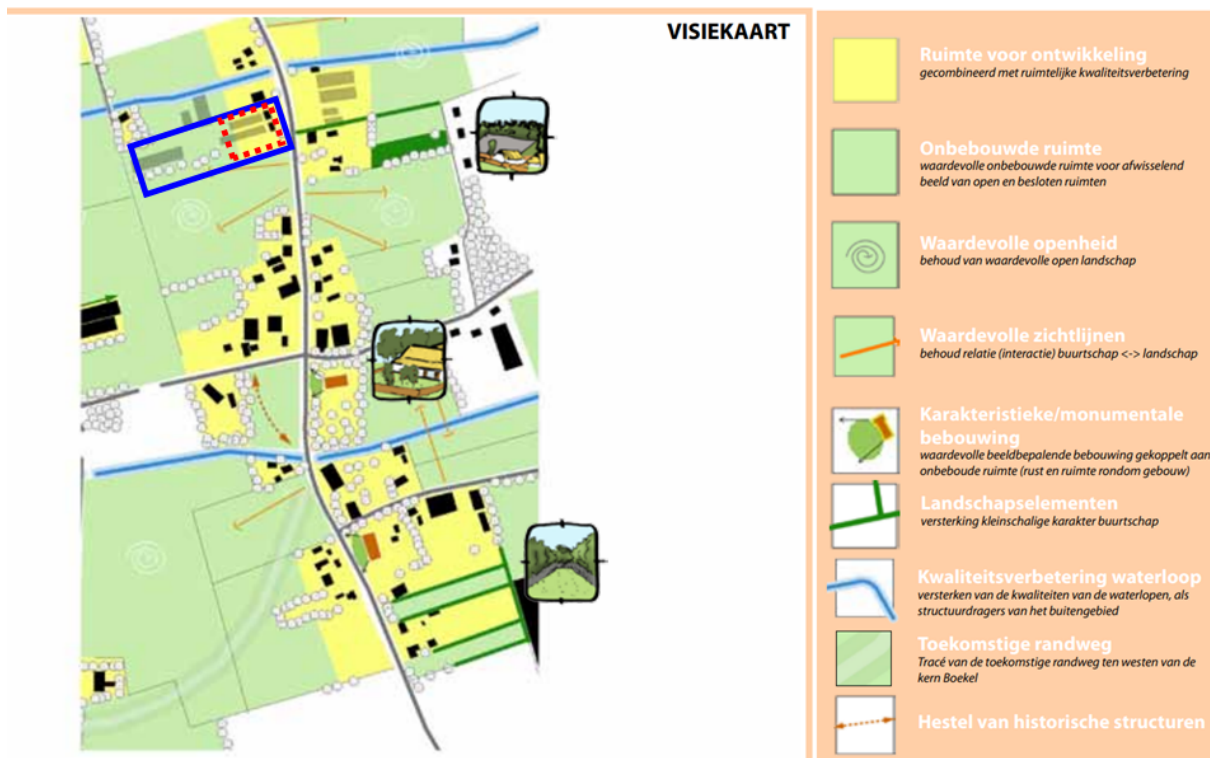 VISIEKAART
Ruimte voor ontwikkeling
gecombineerd met ruimtelijke kwaliteitsverbetering
Onbebouwde ruimte
waardevolle onbebouwde ruimte voor afwisselend
beeld van open en besloten ruimten
Waardevolle openheid
behoud van waardevolle open landschap
Waardevolle zichtlijnen
behoud relatie (interactie) buurtschap <-> landschap
Karakteristieke/monumentale
bebouwing
waardevolle beeldbepalende bebouwing gekoppelt aan
onbeboude ruimte (rust en ruimte rondom gebouw)
Landschapselementen
versterking kleinschalige karakter buurtschap
Kwaliteitsverbetering waterloop
versterken van de kwaliteiten van de waterlopen, als
structuurdragers van het buitengebied
Toekomstige randweg
Tracé van de toekomstige randweg ten westen van de
kern Boekel
Hestel van historische structuren